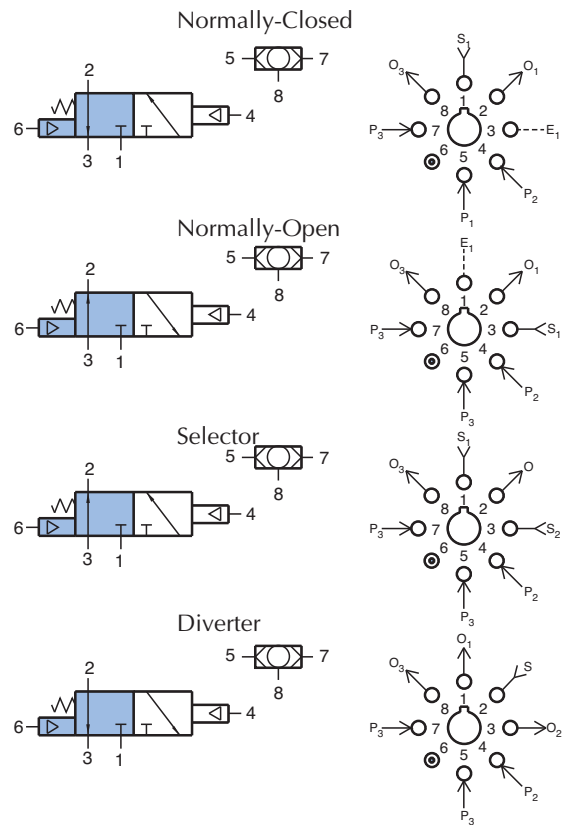 Normally-Closed
2
5 7
8
6 4
3 1
S₁
O₃ O₁
1
8 2
P₃ 7 3 E₁
6 4
5
P₂
P₁
Normally-Open
2
5 7
8
6 4
3 1
E₁
O₃ O₁
1
8 2
P₃ 7 3 S₁
6 4
5
P₂
P₃
Selector
2
5 7
8
6 4
3 1
S₁
O₃ O
1
8 2
P₃ 7 3 S₂
6 4
5
P₂
P₃
Diverter
2
5 7
8
6 4
3 1
O₁
O₃ S
1
8 2
P₃ 7 3 O₂
6 4
5
P₂
P₃